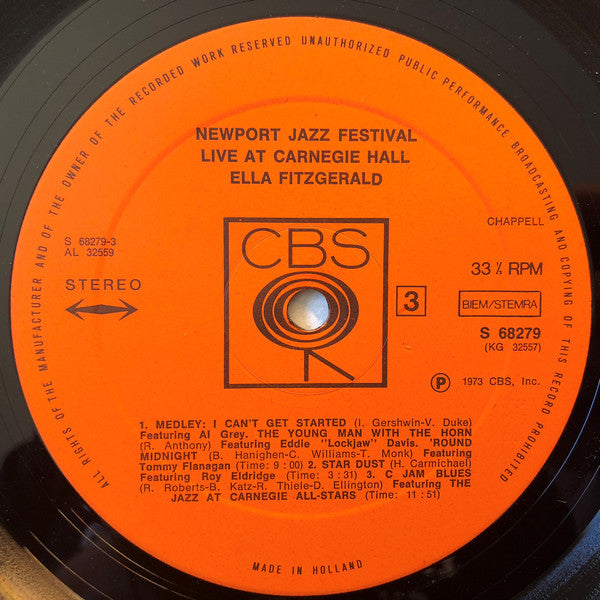 ALL RIGHTS OF THE MANUFACTURER AND OF THE OWNER OF THE RECORDED WORK RESERVED UNAUTHORIZED PUBLIC PERFORMANCE BROADCASTING AND COPYING OF THIS RECORD PROHIBITED
NEWPORT JAZZ FESTIVAL
LIVE AT CARNEGIE HALL
ELLA FITZGERALD
CHAPPELL
S 68279-3
AL 32559
STEREO
CBS
33 ⅓ RPM
3
BIEM/STEMRA
S 68279
(KG 32557)
℗ 1973 CBS, Inc.
1. MEDLEY: I CAN'T GET STARTED (I. Gershwin-V. Duke)
Featuring Al Grey. THE YOUNG MAN WITH THE HORN
(R. Anthony) Featuring Eddie "Lockjaw" Davis. 'ROUND
MIDNIGHT (B. Hanighen-C. Williams-T. Monk) Featuring
Tommy Flanagan (Time: 9:00) 2. STAR DUST (H. Carmichael)
Featuring Roy Eldridge (Time: 3:31) 3. C JAM BLUES
(R. Roberts-B. Katz-R. Thiele-D. Ellington) Featuring THE
JAZZ AT CARNEGIE ALL-STARS (Time: 11:51)
MADE IN HOLLAND